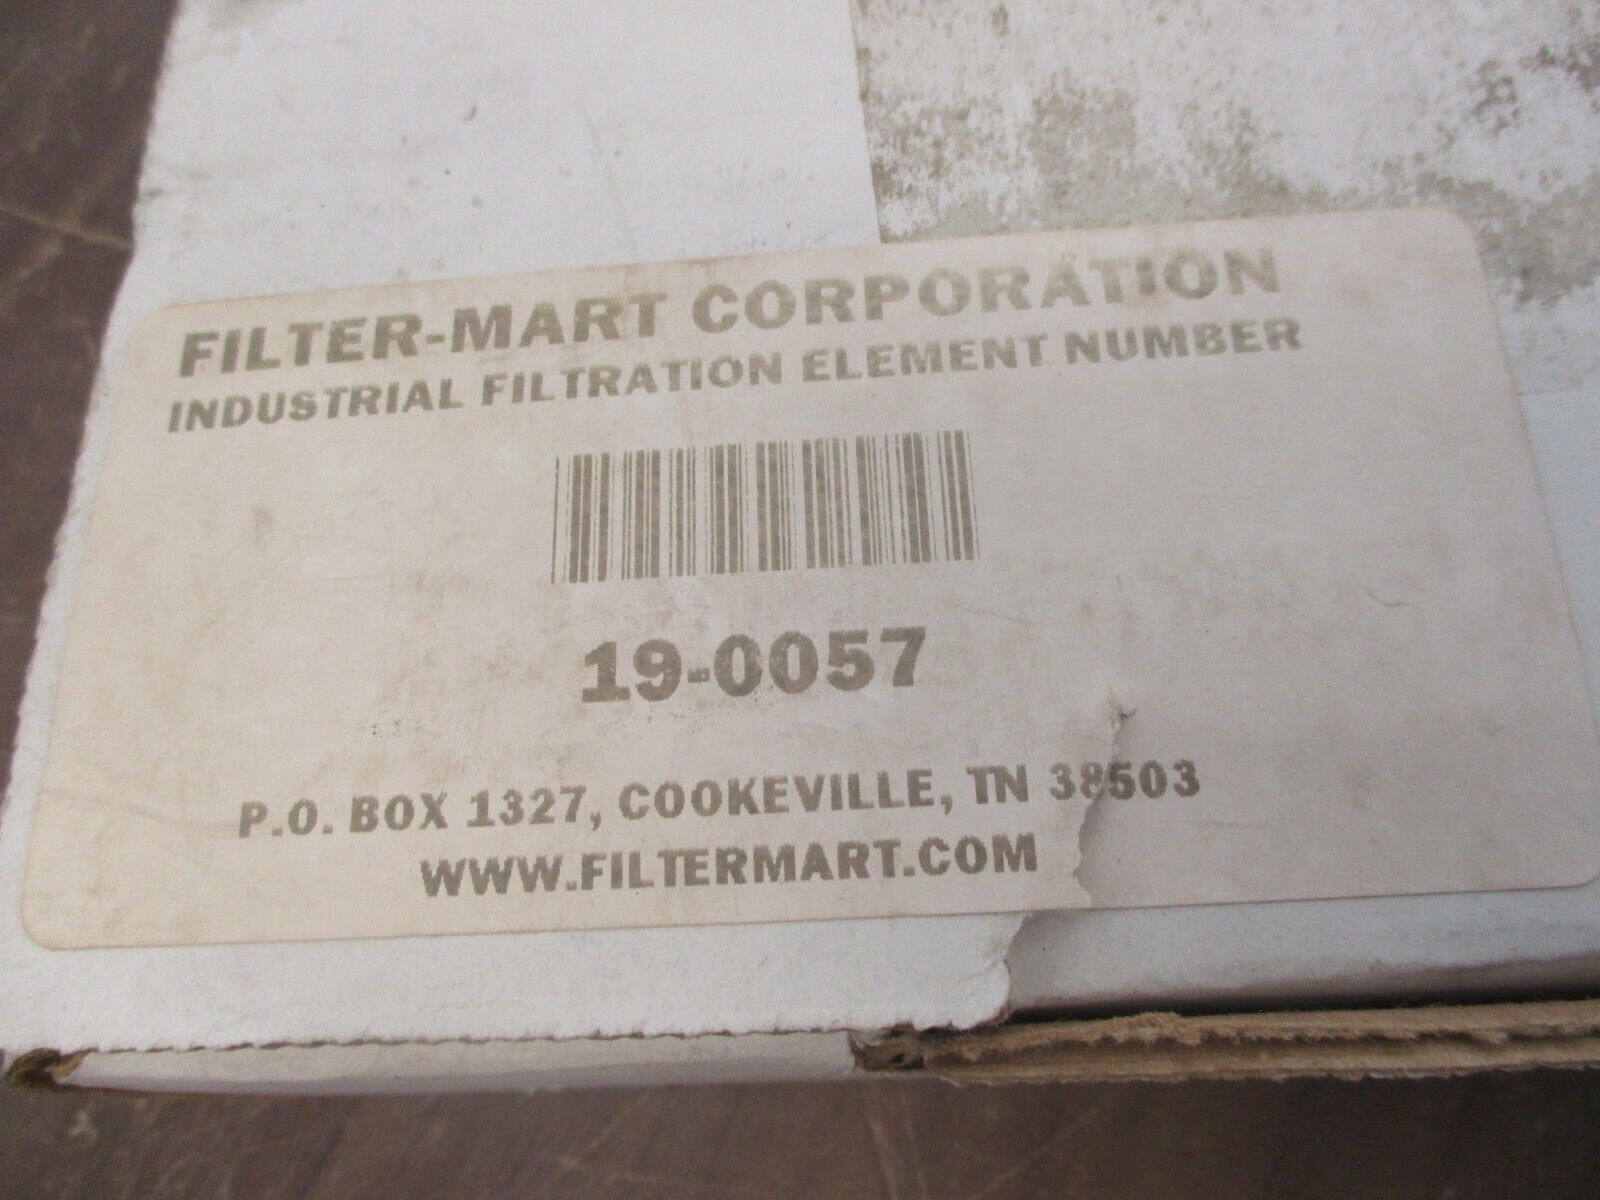 FILTER-MART CORPORATION
INDUSTRIAL FILTRATION ELEMENT NUMBER
19-0057
P.O. BOX 1327, COOKEVILLE, TN 38503
WWW.FILTERMART.COM